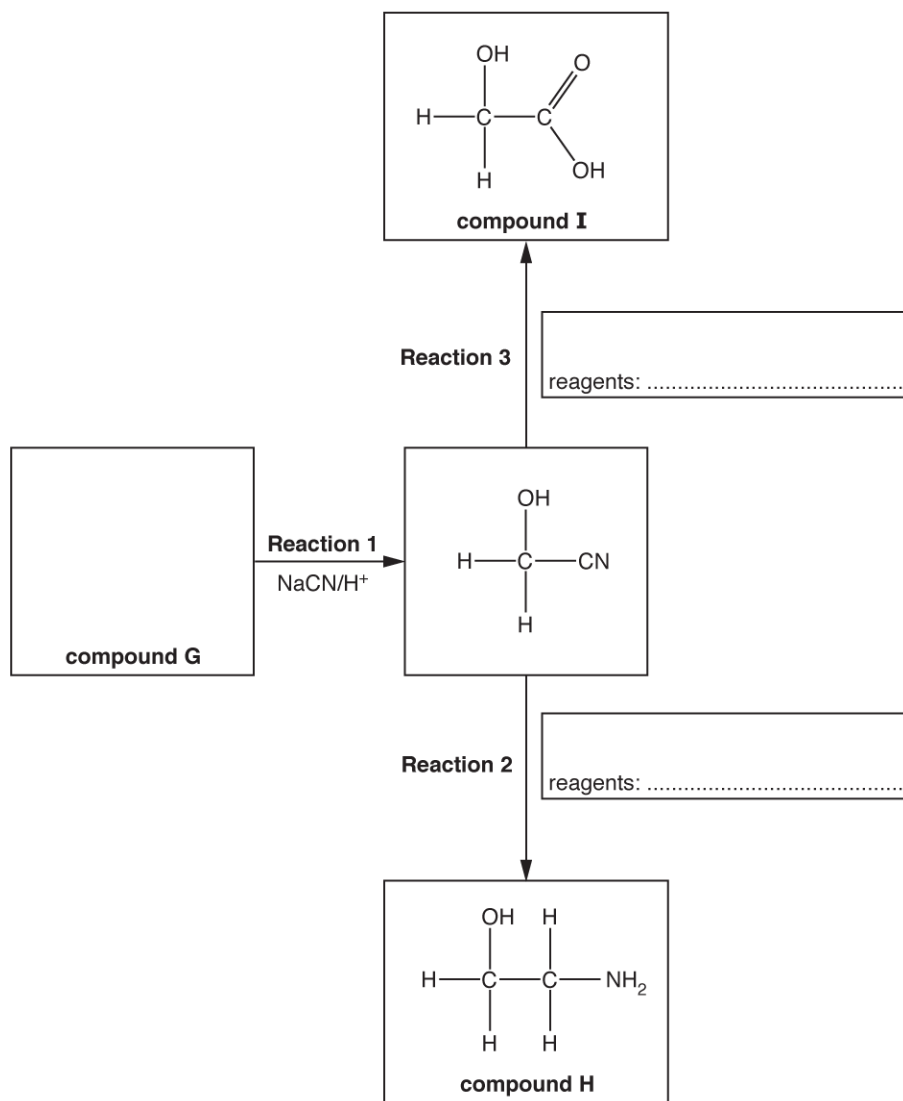 OH
O
H C C
H
OH
compound I
Reaction 3
reagents: ..........................................
OH
Reaction 1
H C CN
NaCN/H⁺
H
compound G
Reaction 2
reagents: ..........................................
OH H
H C C NH₂
H H
compound H